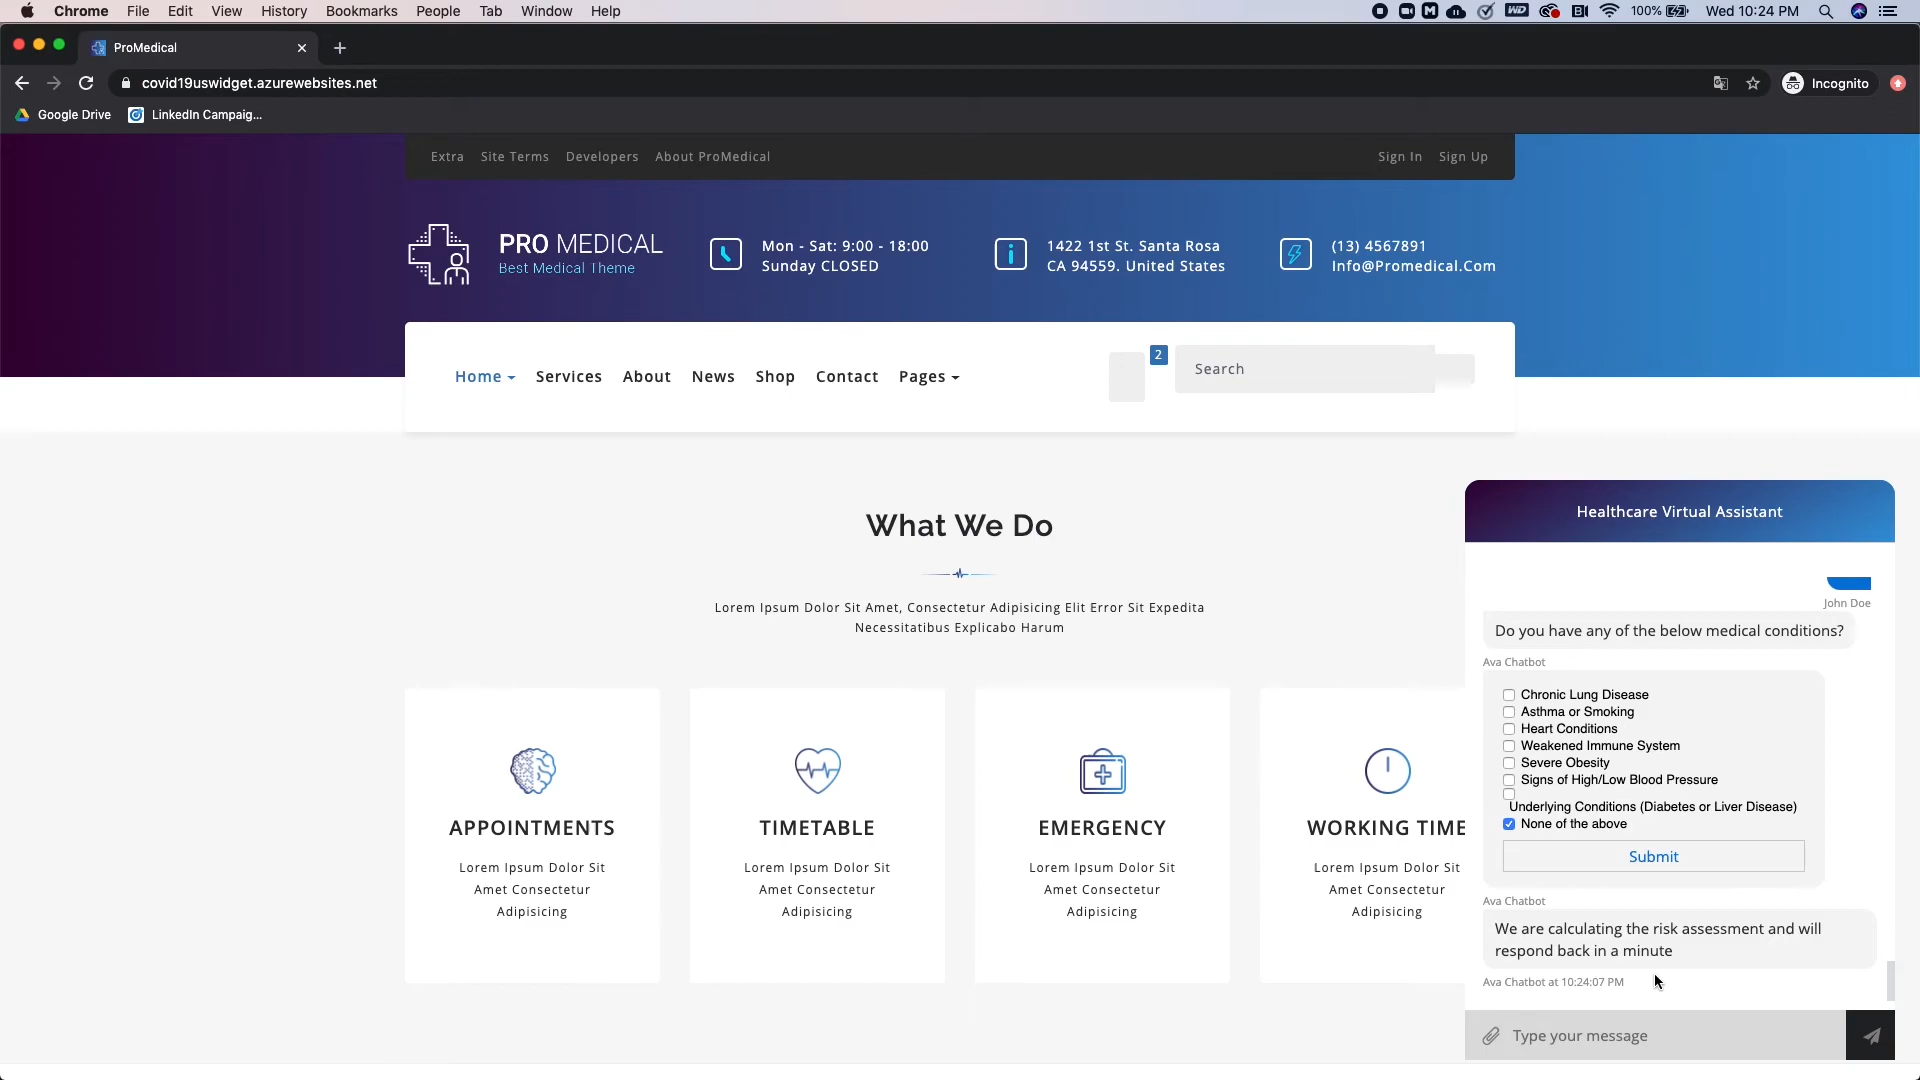 Chrome File Edit View History Bookmarks People Tab Window Help 100% Wed 10:24 PM
ProMedical
covid19uswidget.azurewebsites.net Incognito
Google Drive LinkedIn Campaig...
Extra Site Terms Developers About ProMedical Sign In Sign Up
PRO MEDICAL
Best Medical Theme
Mon - Sat: 9:00 - 18:00
Sunday CLOSED
1422 1st St. Santa Rosa
CA 94559. United States
(13) 4567891
Info@Promedical.Com
Home Services About News Shop Contact Pages 2 Search
What We Do
Lorem Ipsum Dolor Sit Amet, Consectetur Adipisicing Elit Error Sit Expedita
Necessitatibus Explicabo Harum
APPOINTMENTS
Lorem Ipsum Dolor Sit
Amet Consectetur
Adipisicing
TIMETABLE
Lorem Ipsum Dolor Sit
Amet Consectetur
Adipisicing
EMERGENCY
Lorem Ipsum Dolor Sit
Amet Consectetur
Adipisicing
WORKING TIME
Lorem Ipsum Dolor Sit
Amet Consectetur
Adipisicing
Healthcare Virtual Assistant
John Doe
Do you have any of the below medical conditions?
Ava Chatbot
Chronic Lung Disease
Asthma or Smoking
Heart Conditions
Weakened Immune System
Severe Obesity
Signs of High/Low Blood Pressure
Underlying Conditions (Diabetes or Liver Disease)
None of the above
Submit
Ava Chatbot
We are calculating the risk assessment and will
respond back in a minute
Ava Chatbot at 10:24:07 PM
Type your message